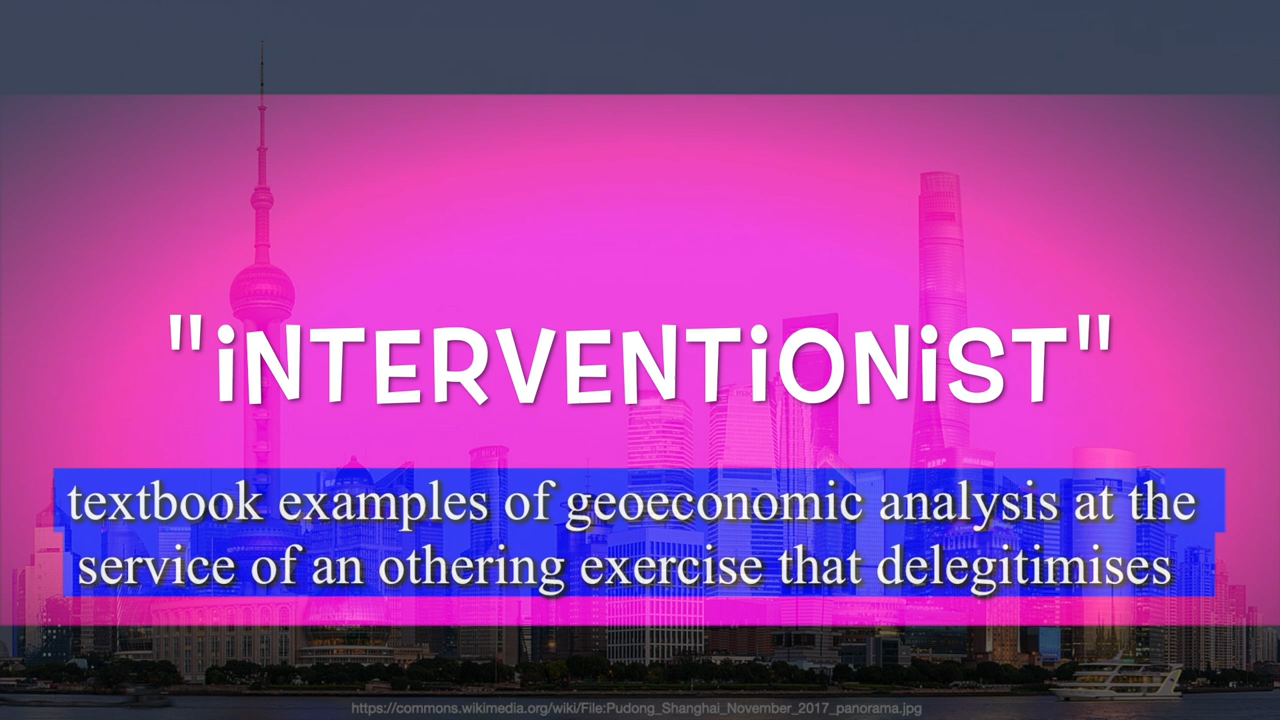 "iNTERVENTiONiST"
textbook examples of geoeconomic analysis at the
service of an othering exercise that delegitimises
https://commons.wikimedia.org/wiki/File:Pudong_Shanghai_November_2017_panorama.jpg